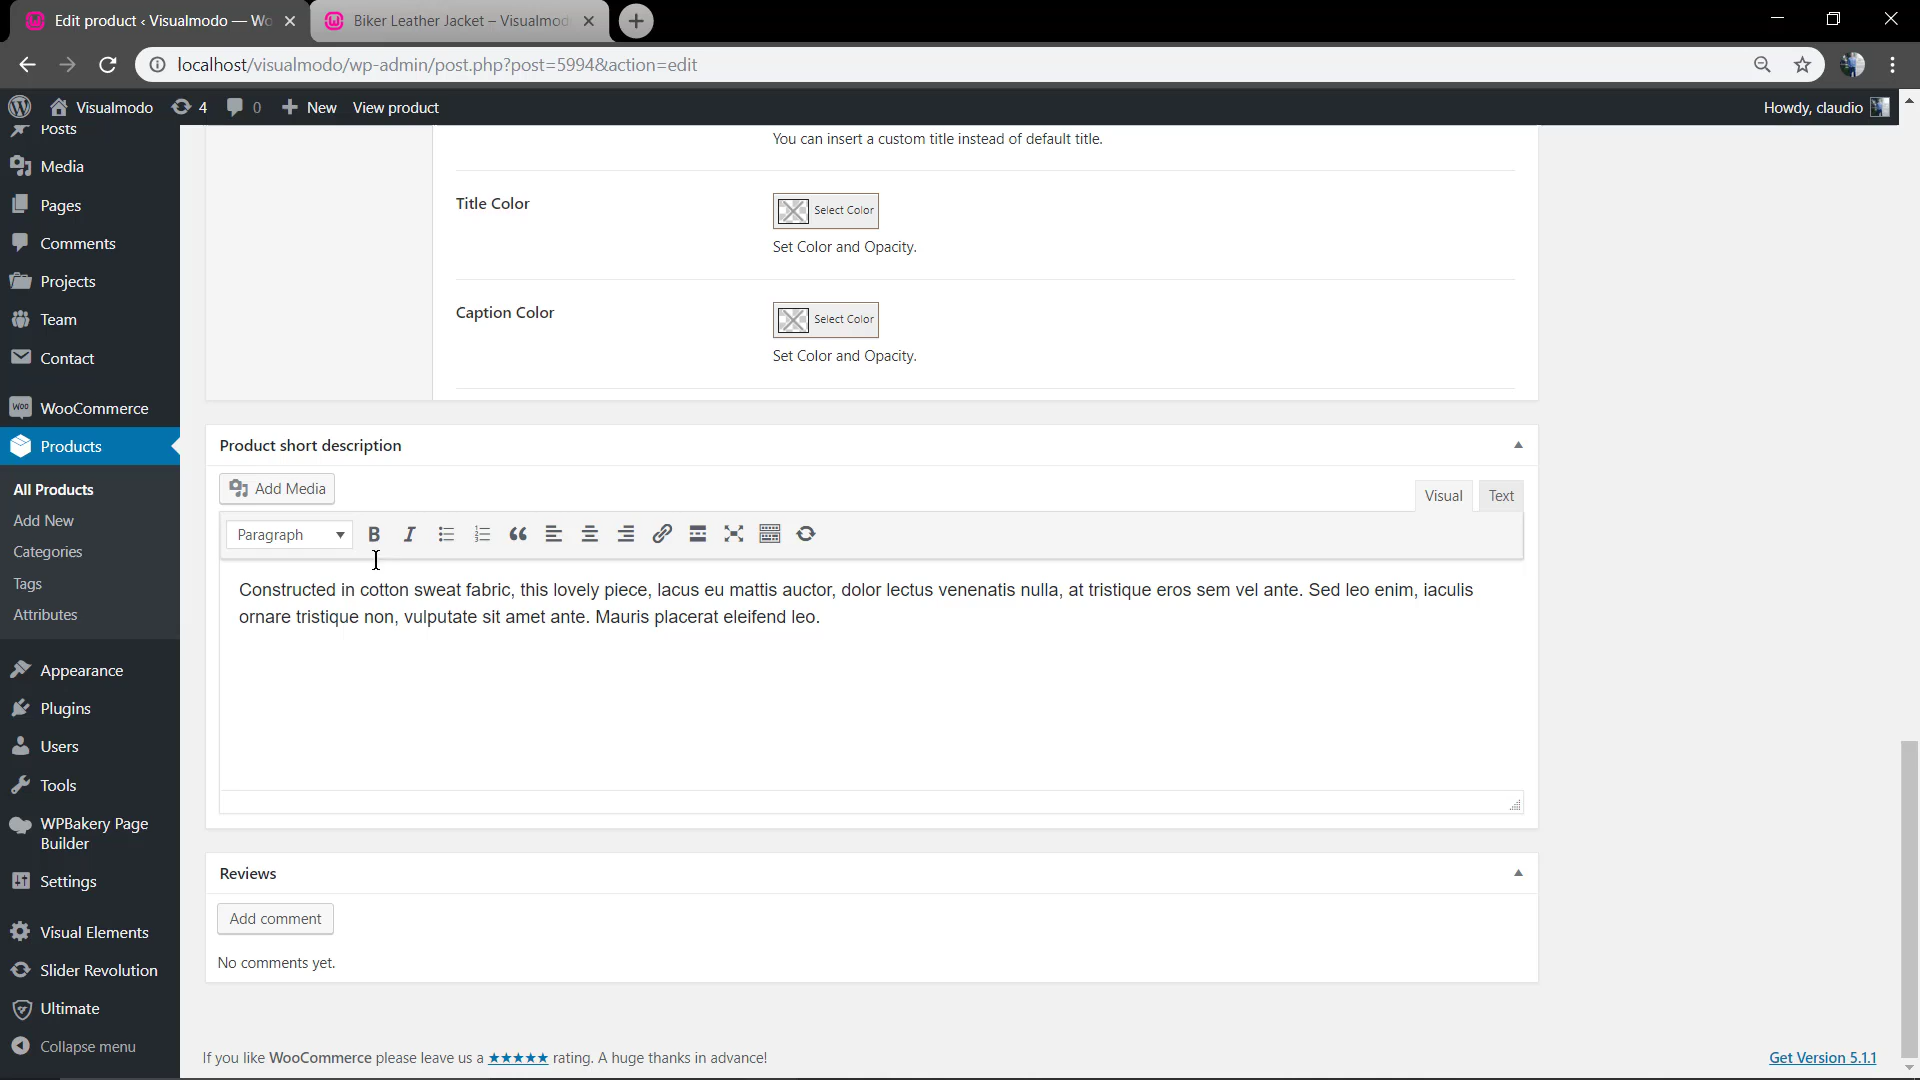 Edit product ‹ Visualmodo — Wo
Biker Leather Jacket – Visualmod
localhost/visualmodo/wp-admin/post.php?post=5994&action=edit
Visualmodo 4 0 New View product
Howdy, claudio
Posts
Media
Pages
Comments
Projects
Team
Contact
WooCommerce
Products
All Products
Add New
Categories
Tags
Attributes
Appearance
Plugins
Users
Tools
WPBakery Page
Builder
Settings
Visual Elements
Slider Revolution
Ultimate
Collapse menu
You can insert a custom title instead of default title.
Title Color
Select Color
Set Color and Opacity.
Caption Color
Select Color
Set Color and Opacity.
Product short description
Add Media
Visual Text
Paragraph B I
Constructed in cotton sweat fabric, this lovely piece, lacus eu mattis auctor, dolor lectus venenatis nulla, at tristique eros sem vel ante. Sed leo enim, iaculis
ornare tristique non, vulputate sit amet ante. Mauris placerat eleifend leo.
Reviews
Add comment
No comments yet.
If you like WooCommerce please leave us a ★★★★★ rating. A huge thanks in advance!
Get Version 5.1.1